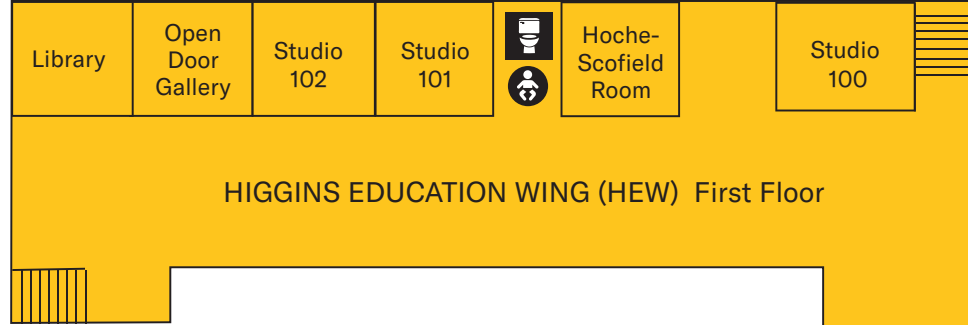 Library
Open
Door
Gallery
Studio
102
Studio
101
Hoche-
Scofield
Room
Studio
100
HIGGINS EDUCATION WING (HEW) First Floor